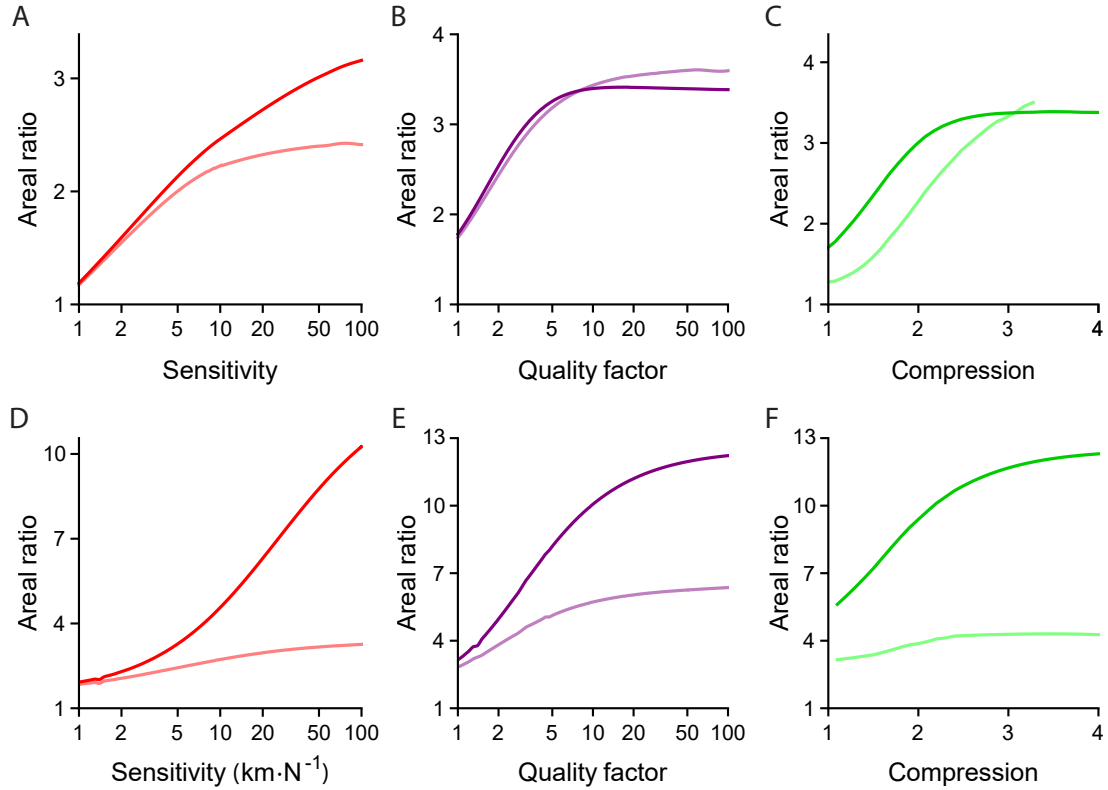 A
B
C
Areal ratio
3
2
1
1 2 5 10 20 50 100
Sensitivity
Areal ratio
4
3
2
1
1 2 5 10 20 50 100
Quality factor
Areal ratio
4
3
2
1
1 2 3 4
Compression
D
E
F
Areal ratio
10
7
4
1
1 2 5 10 20 50 100
Sensitivity (km·N⁻¹)
Areal ratio
13
10
7
4
1
1 2 5 10 20 50 100
Quality factor
Areal ratio
13
10
7
4
1
1 2 3 4
Compression